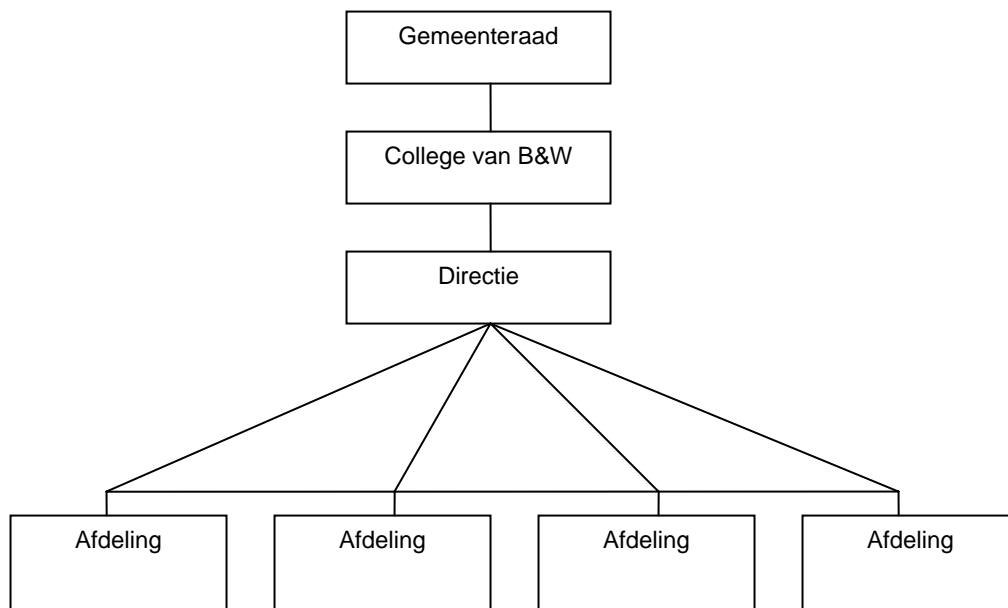 Gemeenteraad
College van B&W
Directie
Afdeling
Afdeling
Afdeling
Afdeling